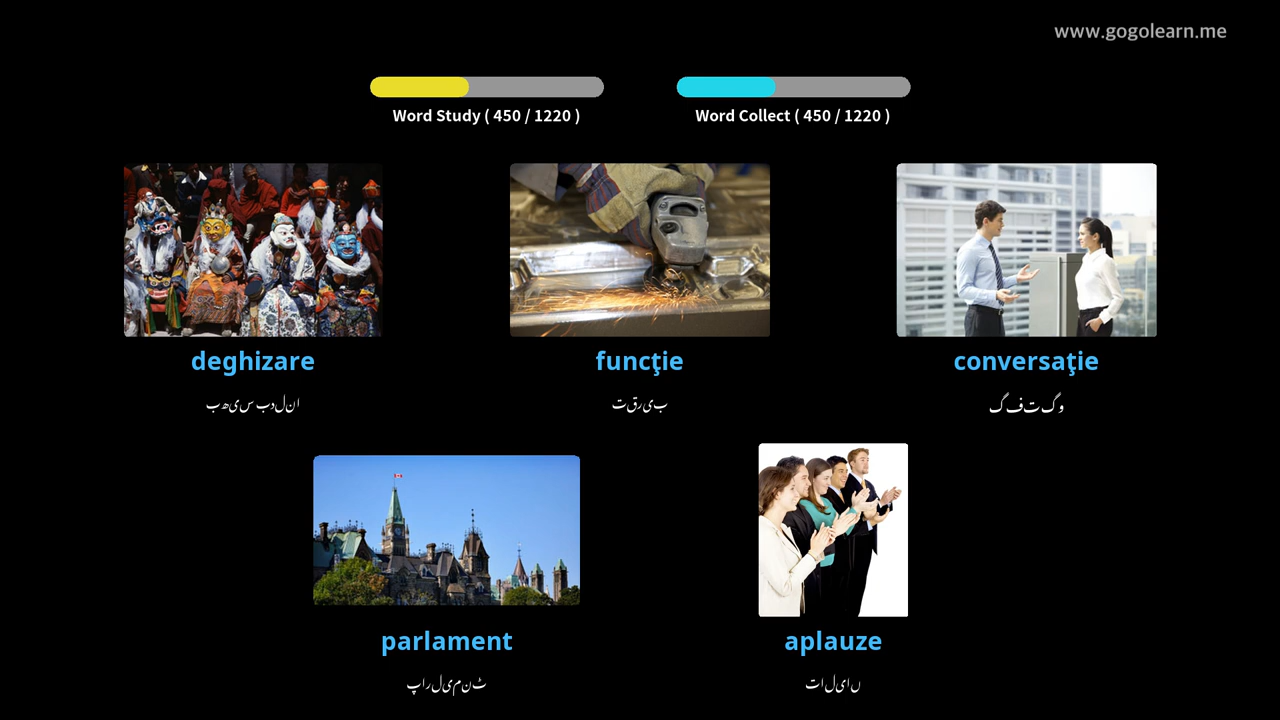 www.gogolearn.me
Word Study ( 450 / 1220 )
Word Collect ( 450 / 1220 )
deghizare
funcţie
conversaţie
بھیس بدلنا
تقریب
گفتگو
parlament
aplauze
پارلیمنٹ
تالیاں